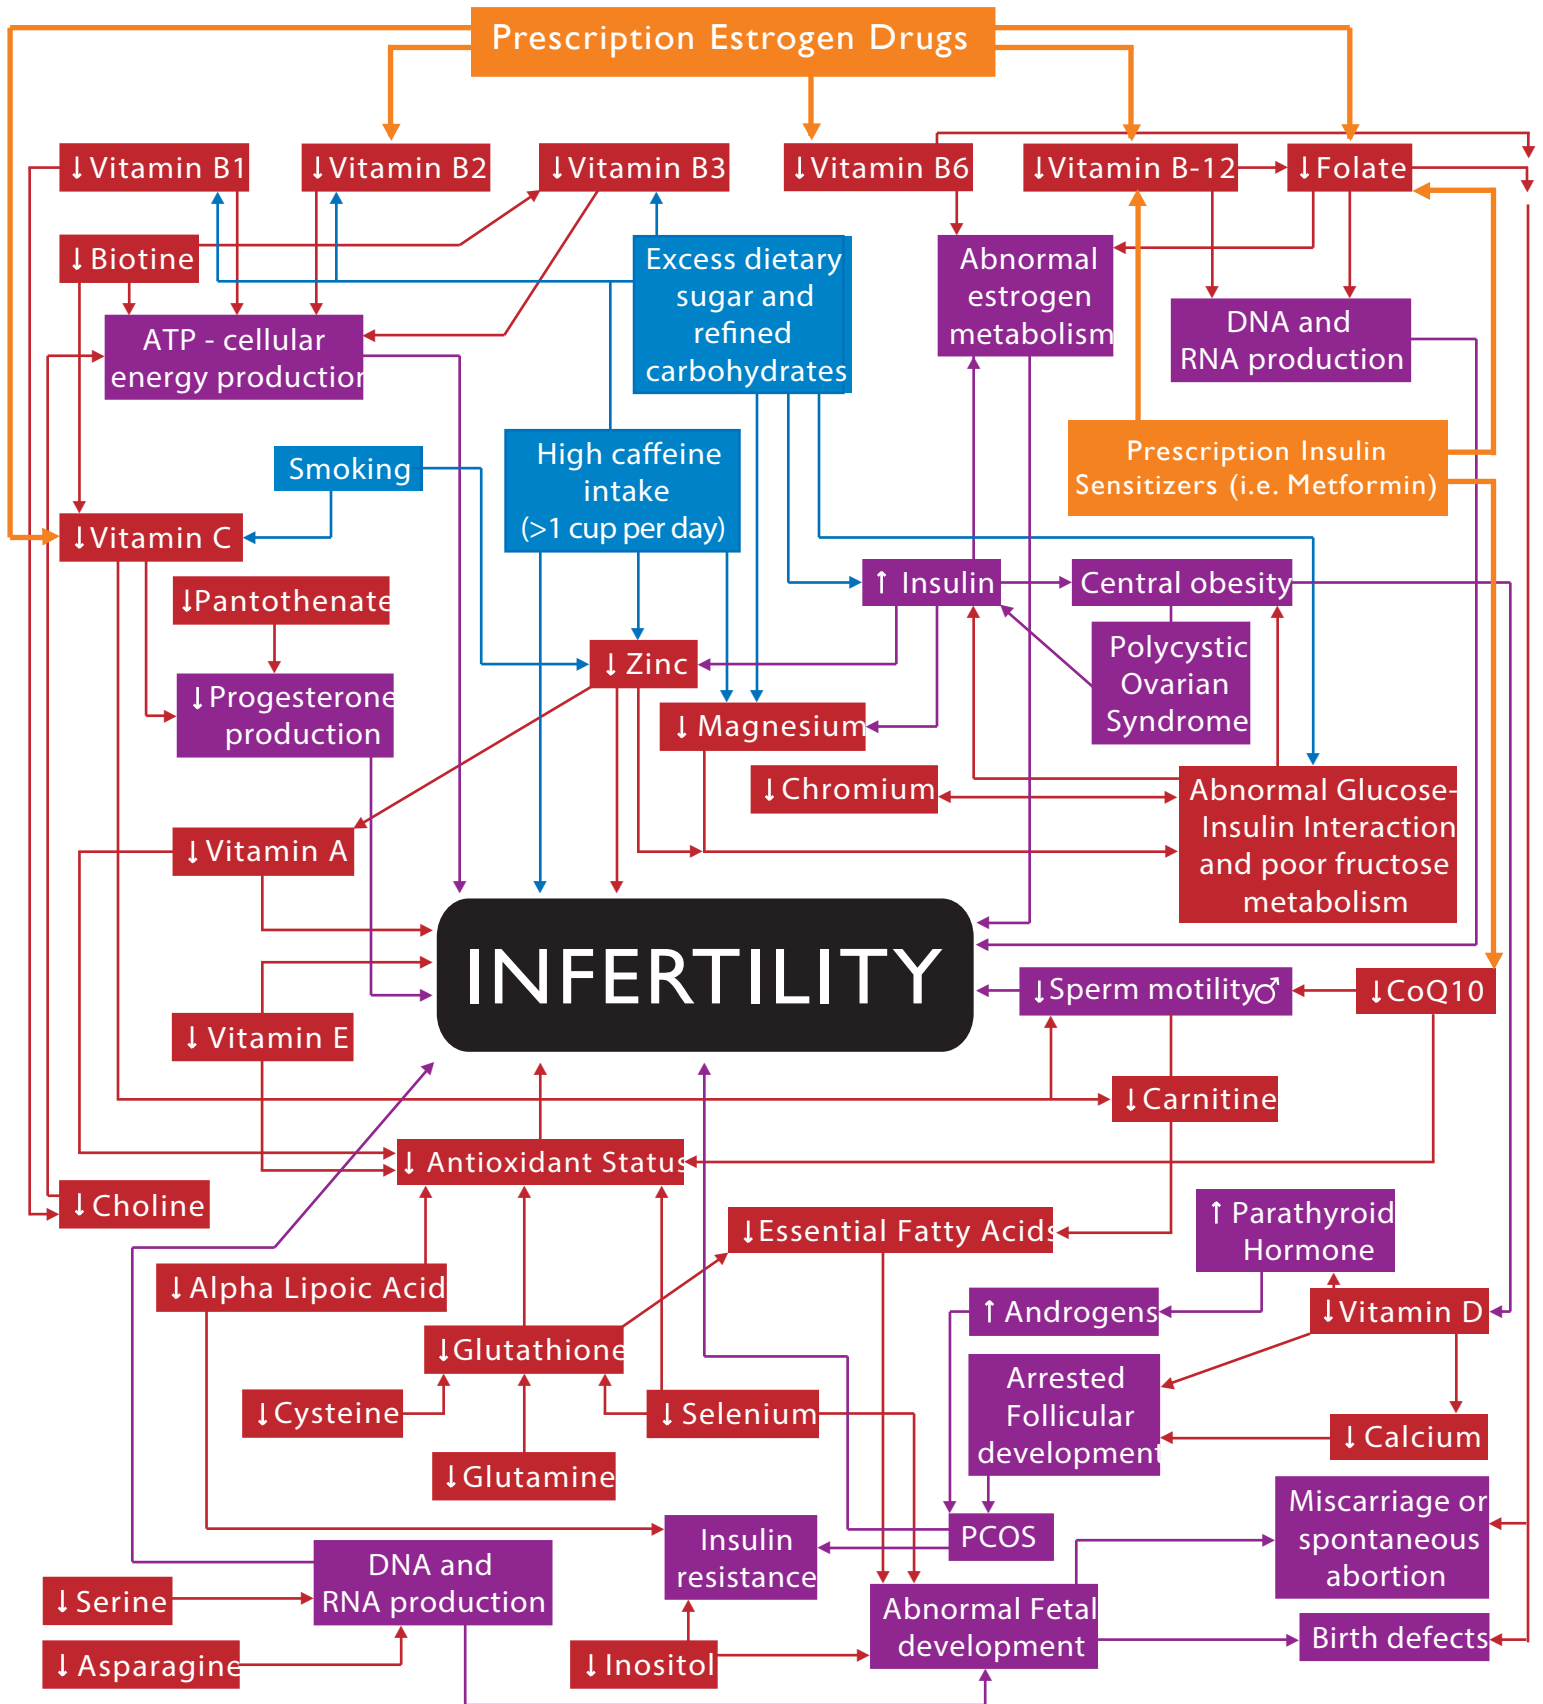 Prescription Estrogen Drugs
↓Vitamin B1
↓Vitamin B2
↓Vitamin B3
↓Vitamin B6
↓Vitamin B-12
↓Folate
↓Biotine
Excess dietary
sugar and
refined
carbohydrates
Abnormal
estrogen
metabolism
DNA and
RNA production
ATP - cellular
energy production
High caffeine
intake
(>1 cup per day)
Smoking
Prescription Insulin
Sensitizers (i.e. Metformin)
↓Vitamin C
↑ Insulin
Central obesity
↓Pantothenate
Polycystic
Ovarian
Syndrome
↓ Zinc
↓Progesterone
production
↓ Magnesium
↓Chromium
Abnormal Glucose-
Insulin Interaction
and poor fructose
metabolism
↓Vitamin A
INFERTILITY
↓Sperm motility♂
↓CoQ10
↓Vitamin E
↓Carnitine
↓ Antioxidant Status
↓Choline
↓Essential Fatty Acids
↑ Parathyroid
Hormone
↓Alpha Lipoic Acid
↑ Androgens
↓Vitamin D
↓Glutathione
Arrested
Follicular
development
↓Cysteine
↓ Selenium
↓ Calcium
↓Glutamine
Miscarriage or
spontaneous
abortion
PCOS
Insulin
resistance
DNA and
RNA production
↓Serine
Abnormal Fetal
development
Birth defects
↓Asparagine
↓Inositol